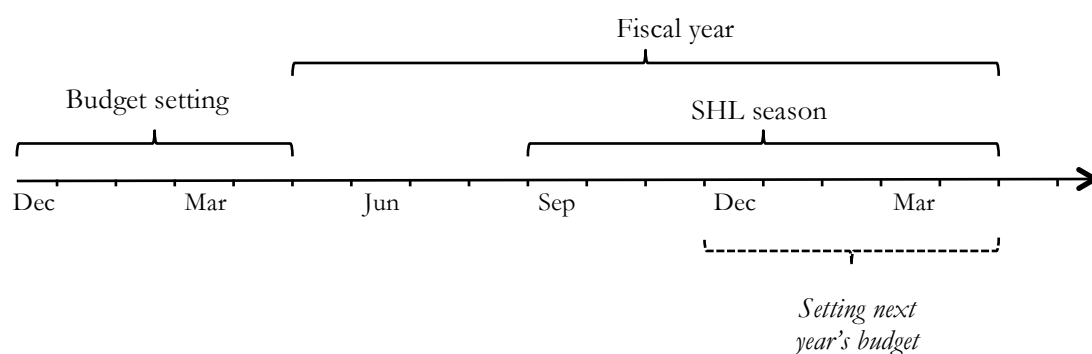 Fiscal year
Budget setting
SHL season
Dec Mar Jun Sep Dec Mar
Setting next
year's budget